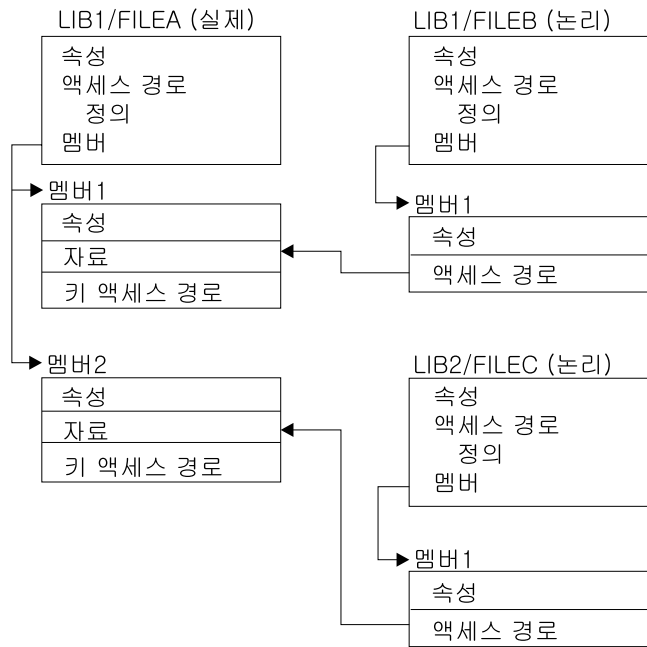 LIB1/FILEA (실제)
속성
액세스 경로
정의
멤버
멤버1
속성
자료
키 액세스 경로
멤버2
속성
자료
키 액세스 경로
LIB1/FILEB (논리)
속성
액세스 경로
정의
멤버
멤버1
속성
액세스 경로
LIB2/FILEC (논리)
속성
액세스 경로
정의
멤버
멤버1
속성
액세스 경로